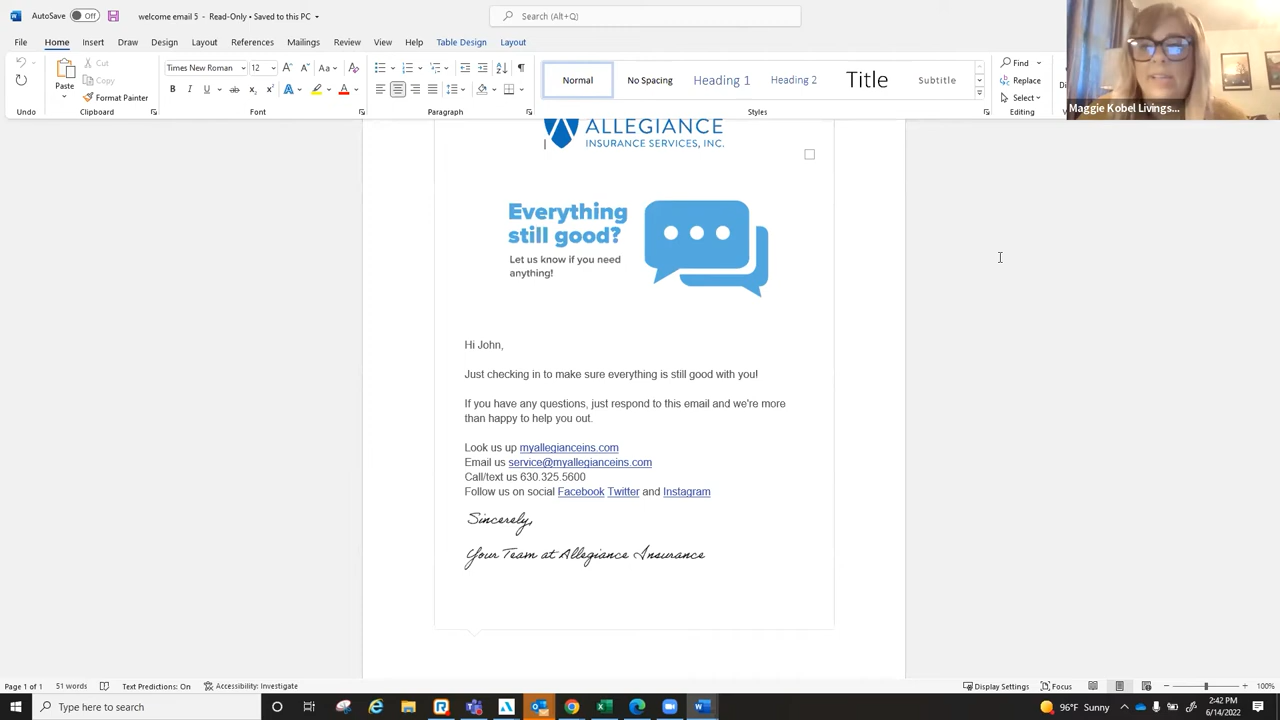 AutoSave Off welcome email 5 - Read-Only • Saved to this PC Search (Alt+Q)
File Home Insert Draw Design Layout References Mailings Review View Help Table Design Layout
Paste Cut Copy Format Painter
Times New Roman 12
Normal No Spacing Heading 1 Heading 2 Title Subtitle
Find Replace Select
Undo Clipboard Font Paragraph Styles Editing
Maggie Kobel Livings...
ALLEGIANCE
INSURANCE SERVICES, INC.
Everything
still good?
Let us know if you need
anything!
Hi John,
Just checking in to make sure everything is still good with you!
If you have any questions, just respond to this email and we're more
than happy to help you out.
Look us up myallegianceins.com
Email us service@myallegianceins.com
Call/text us 630.325.5600
Follow us on social Facebook Twitter and Instagram
Sincerely,
Your Team at Allegiance Insurance
Page 1 of 1 51 words Text Predictions: On Accessibility: Investigate Display Settings Focus 100%
Type here to search 96°F Sunny 2:42 PM
6/14/2022